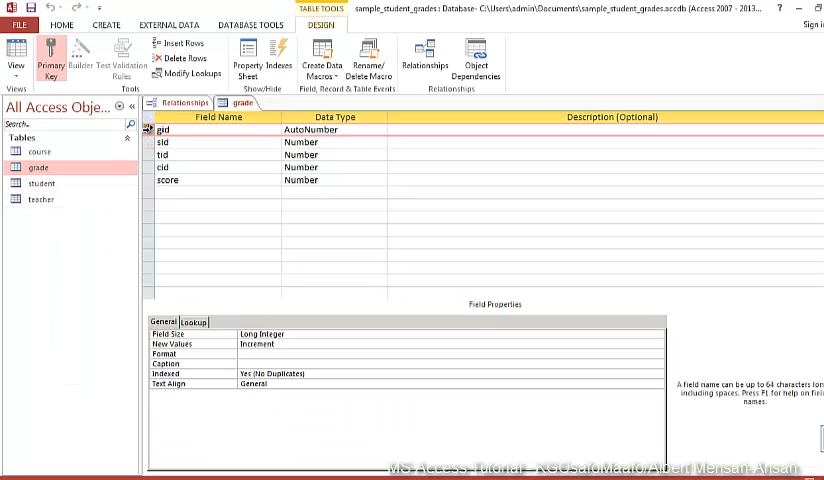 TABLE TOOLS
sample_student_grades : Database- C:\Users\admin\Documents\sample_student_grades.accdb (Access 2007 - 2013...
FILE HOME CREATE EXTERNAL DATA DATABASE TOOLS DESIGN Sign i
View Primary Key Builder Test Validation Rules
Insert Rows
Delete Rows
Modify Lookups
Property Sheet Indexes Create Data Macros Rename/ Delete Macro Relationships Object Dependencies
Views Tools Show/Hide Field, Record & Table Events Relationships
All Access Obje...
Search..
Tables
course
grade
student
teacher
Relationships grade
Field Name Data Type Description (Optional)
gid AutoNumber
sid Number
tid Number
cid Number
score Number
Field Properties
General Lookup
Field Size Long Integer
New Values Increment
Format
Caption
Indexed Yes (No Duplicates)
Text Align General
A field name can be up to 64 characters lon
including spaces. Press F1 for help on fiel
names.
MS Access Tutorial - KGOsafoMaafo/Albert Mensah-Ansah